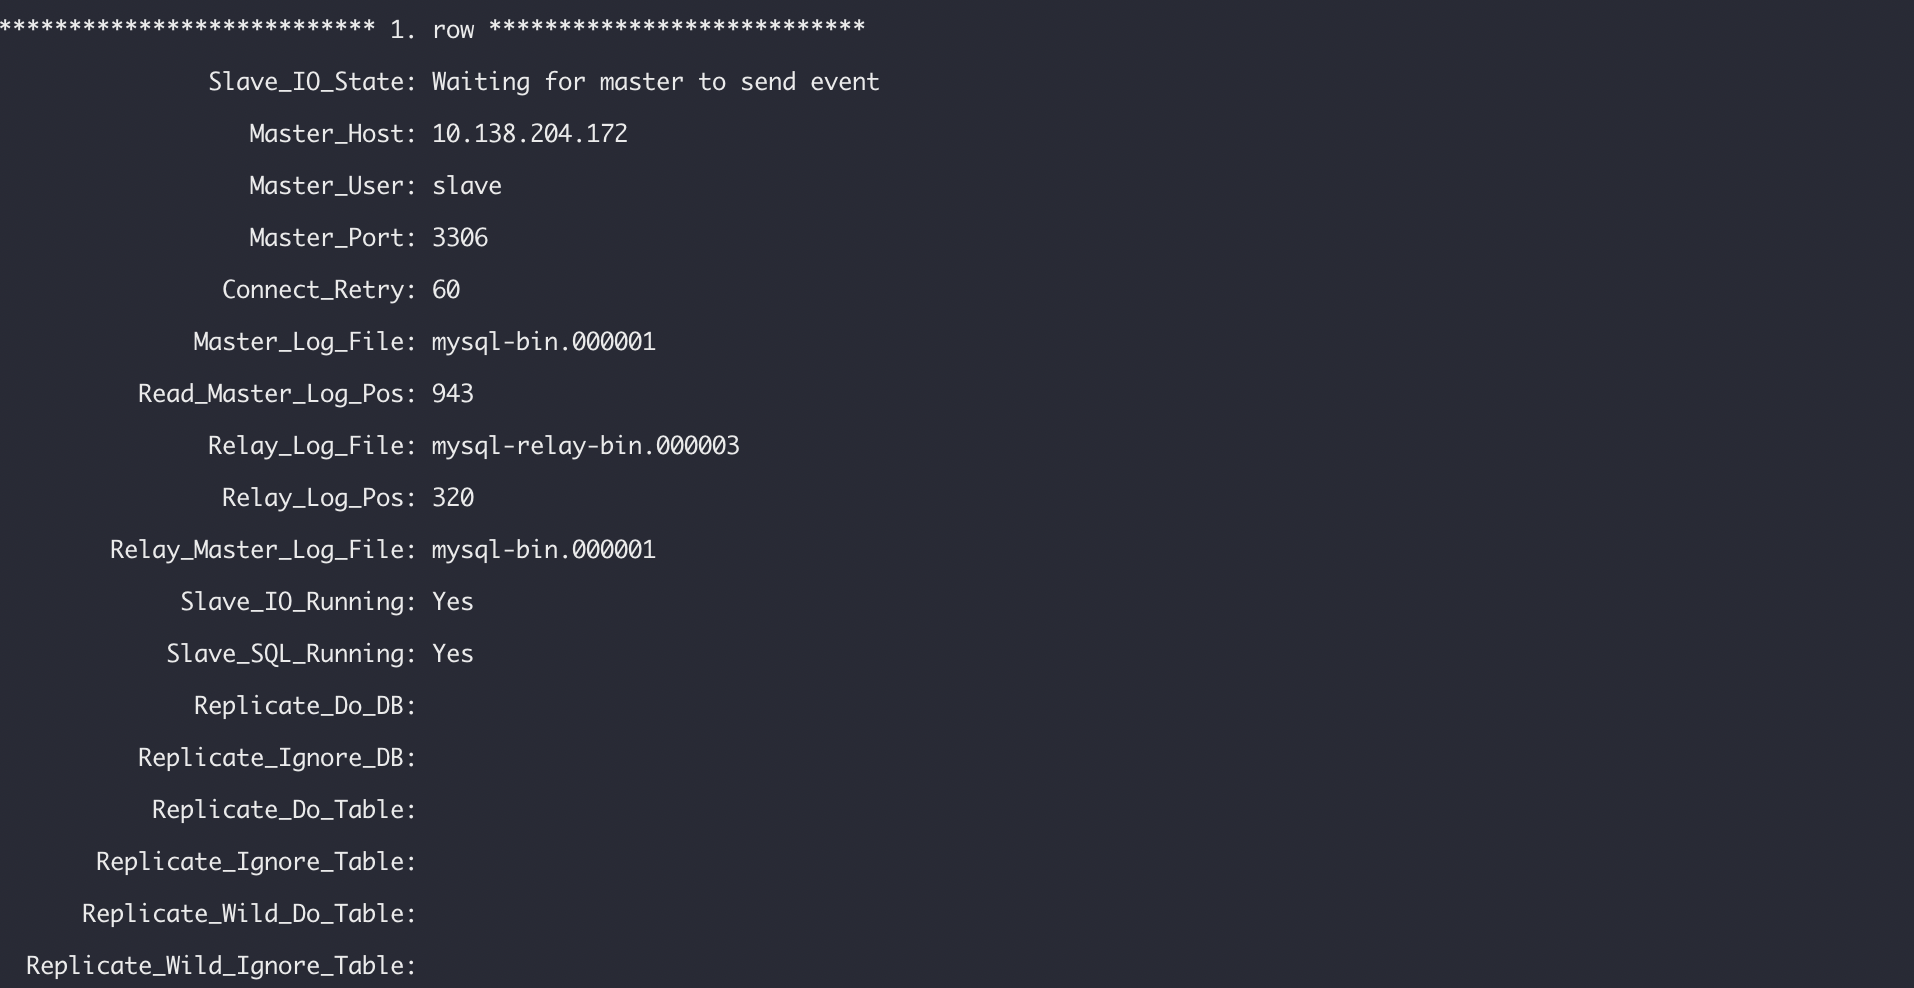 *************************** 1. row ***************************
Slave_IO_State: Waiting for master to send event
Master_Host: 10.138.204.172
Master_User: slave
Master_Port: 3306
Connect_Retry: 60
Master_Log_File: mysql-bin.000001
Read_Master_Log_Pos: 943
Relay_Log_File: mysql-relay-bin.000003
Relay_Log_Pos: 320
Relay_Master_Log_File: mysql-bin.000001
Slave_IO_Running: Yes
Slave_SQL_Running: Yes
Replicate_Do_DB:
Replicate_Ignore_DB:
Replicate_Do_Table:
Replicate_Ignore_Table:
Replicate_Wild_Do_Table:
Replicate_Wild_Ignore_Table: